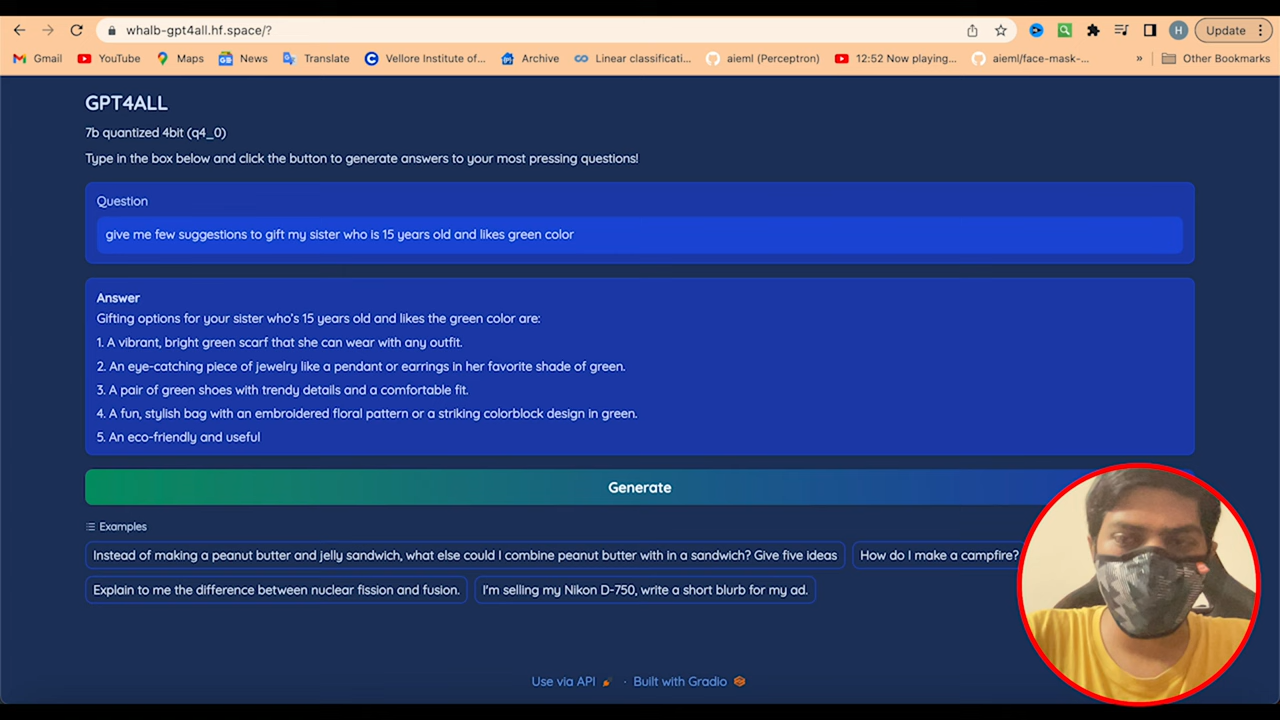 whalb-gpt4all.hf.space/?
H
Update
Gmail
YouTube
Maps
News
Translate
Vellore Institute of...
Archive
Linear classificati...
aieml (Perceptron)
12:52 Now playing...
aieml/face-mask-...
»
Other Bookmarks
GPT4ALL
7b quantized 4bit (q4_0)
Type in the box below and click the button to generate answers to your most pressing questions!
Question
give me few suggestions to gift my sister who is 15 years old and likes green color
Answer
Gifting options for your sister who's 15 years old and likes the green color are:
1. A vibrant, bright green scarf that she can wear with any outfit.
2. An eye-catching piece of jewelry like a pendant or earrings in her favorite shade of green.
3. A pair of green shoes with trendy details and a comfortable fit.
4. A fun, stylish bag with an embroidered floral pattern or a striking colorblock design in green.
5. An eco-friendly and useful
Generate
Examples
Instead of making a peanut butter and jelly sandwich, what else could I combine peanut butter with in a sandwich? Give five ideas
How do I make a campfire?
Explain to me the difference between nuclear fission and fusion.
I'm selling my Nikon D-750, write a short blurb for my ad.
Use via API · Built with Gradio